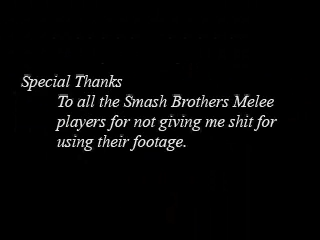 Special Thanks
To all the Smash Brothers Melee
players for not giving me shit for
using their footage.